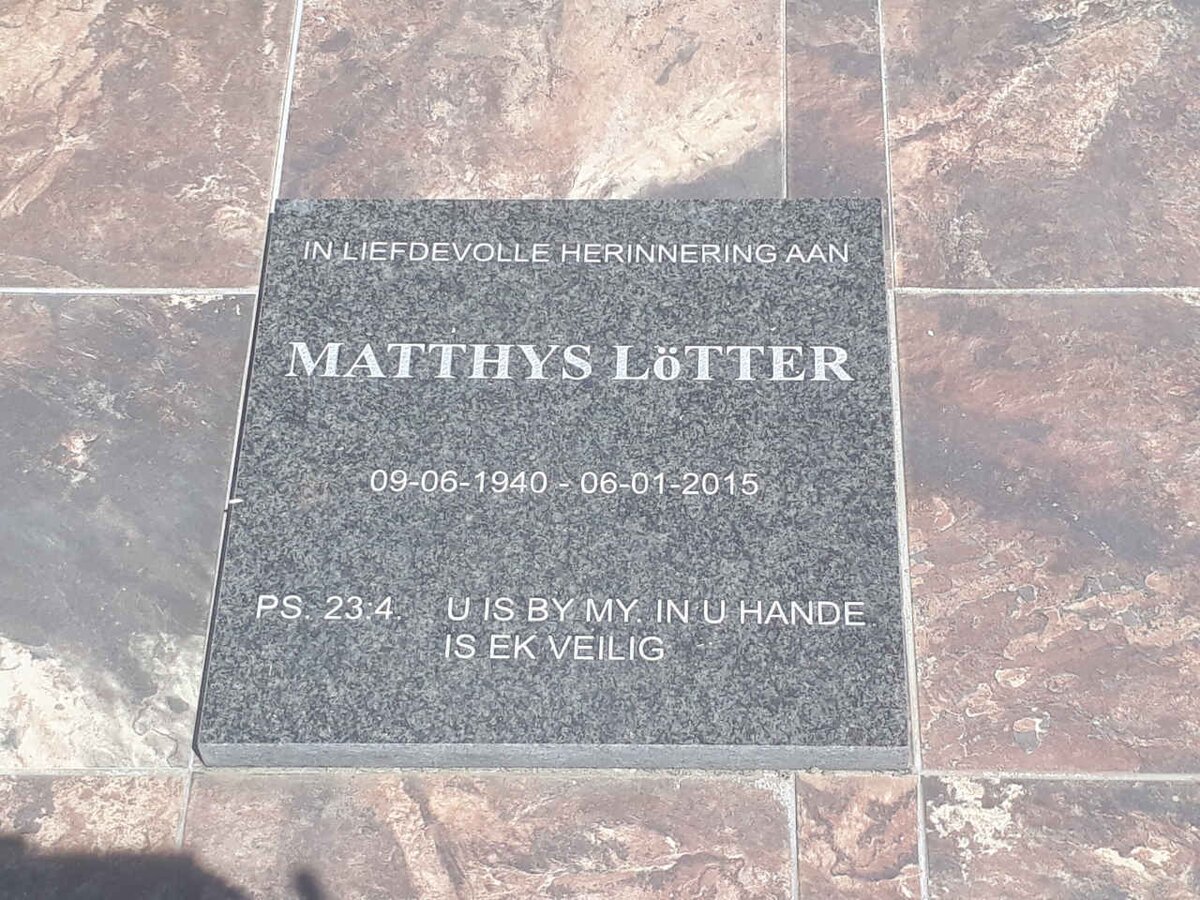 IN LIEFDEVOLLE HERINNERING AAN
MATTHYS LöTTER
09-06-1940 - 06-01-2015
PS. 23:4. U IS BY MY. IN U HANDE
IS EK VEILIG